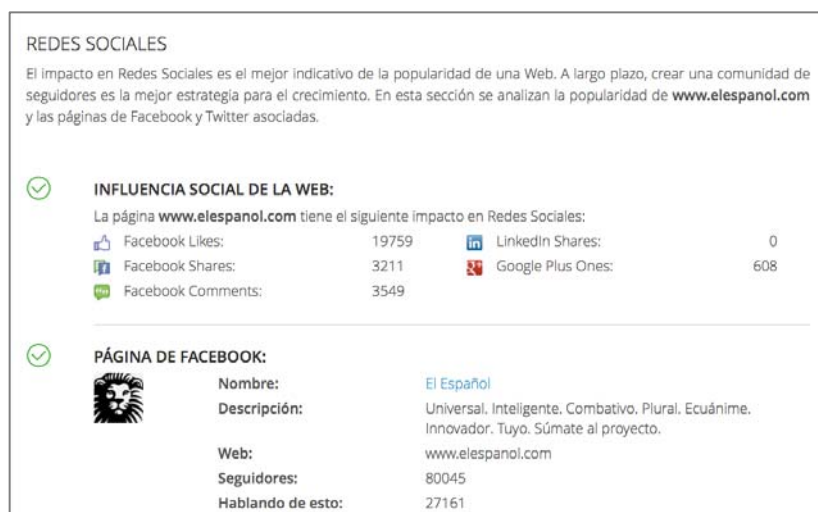 REDES SOCIALES
El impacto en Redes Sociales es el mejor indicativo de la popularidad de una Web. A largo plazo, crear una comunidad de
seguidores es la mejor estrategia para el crecimiento. En esta sección se analizan la popularidad de www.elespanol.com
y las páginas de Facebook y Twitter asociadas.
INFLUENCIA SOCIAL DE LA WEB:
La página www.elespanol.com tiene el siguiente impacto en Redes Sociales:
Facebook Likes: 19759 LinkedIn Shares: 0
Facebook Shares: 3211 Google Plus Ones: 608
Facebook Comments: 3549
PÁGINA DE FACEBOOK:
Nombre: El Español
Descripción: Universal. Inteligente. Combativo. Plural. Ecuánime.
Innovador. Tuyo. Súmate al proyecto.
Web: www.elespanol.com
Seguidores: 80045
Hablando de esto: 27161